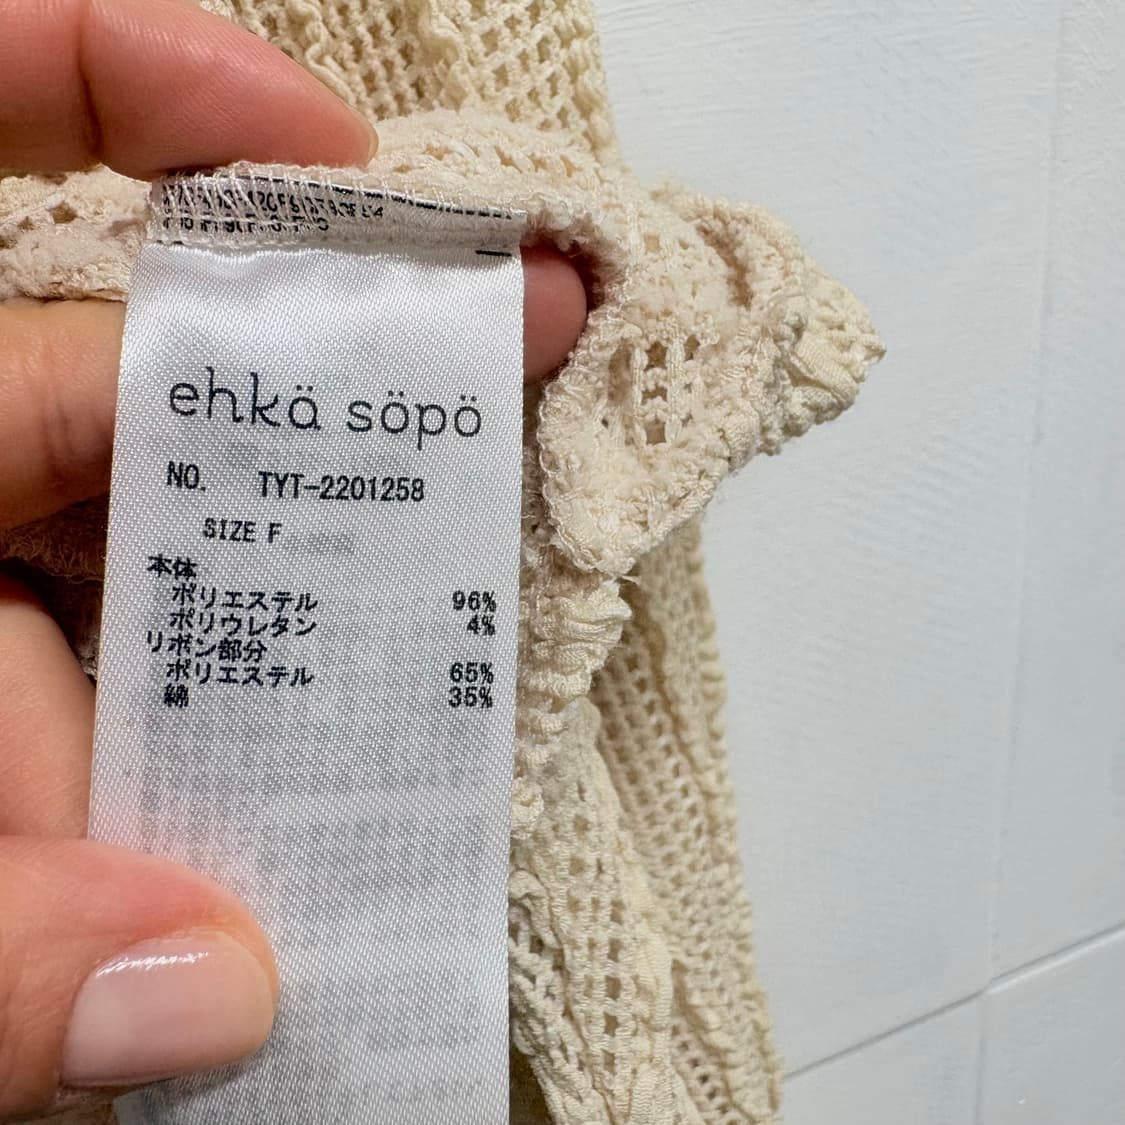 ehkä söpö
NO. TYT-2201258
SIZE F
本体
ポリエステル 96%
ポリウレタン 4%
リボン部分
ポリエステル 65%
綿 35%